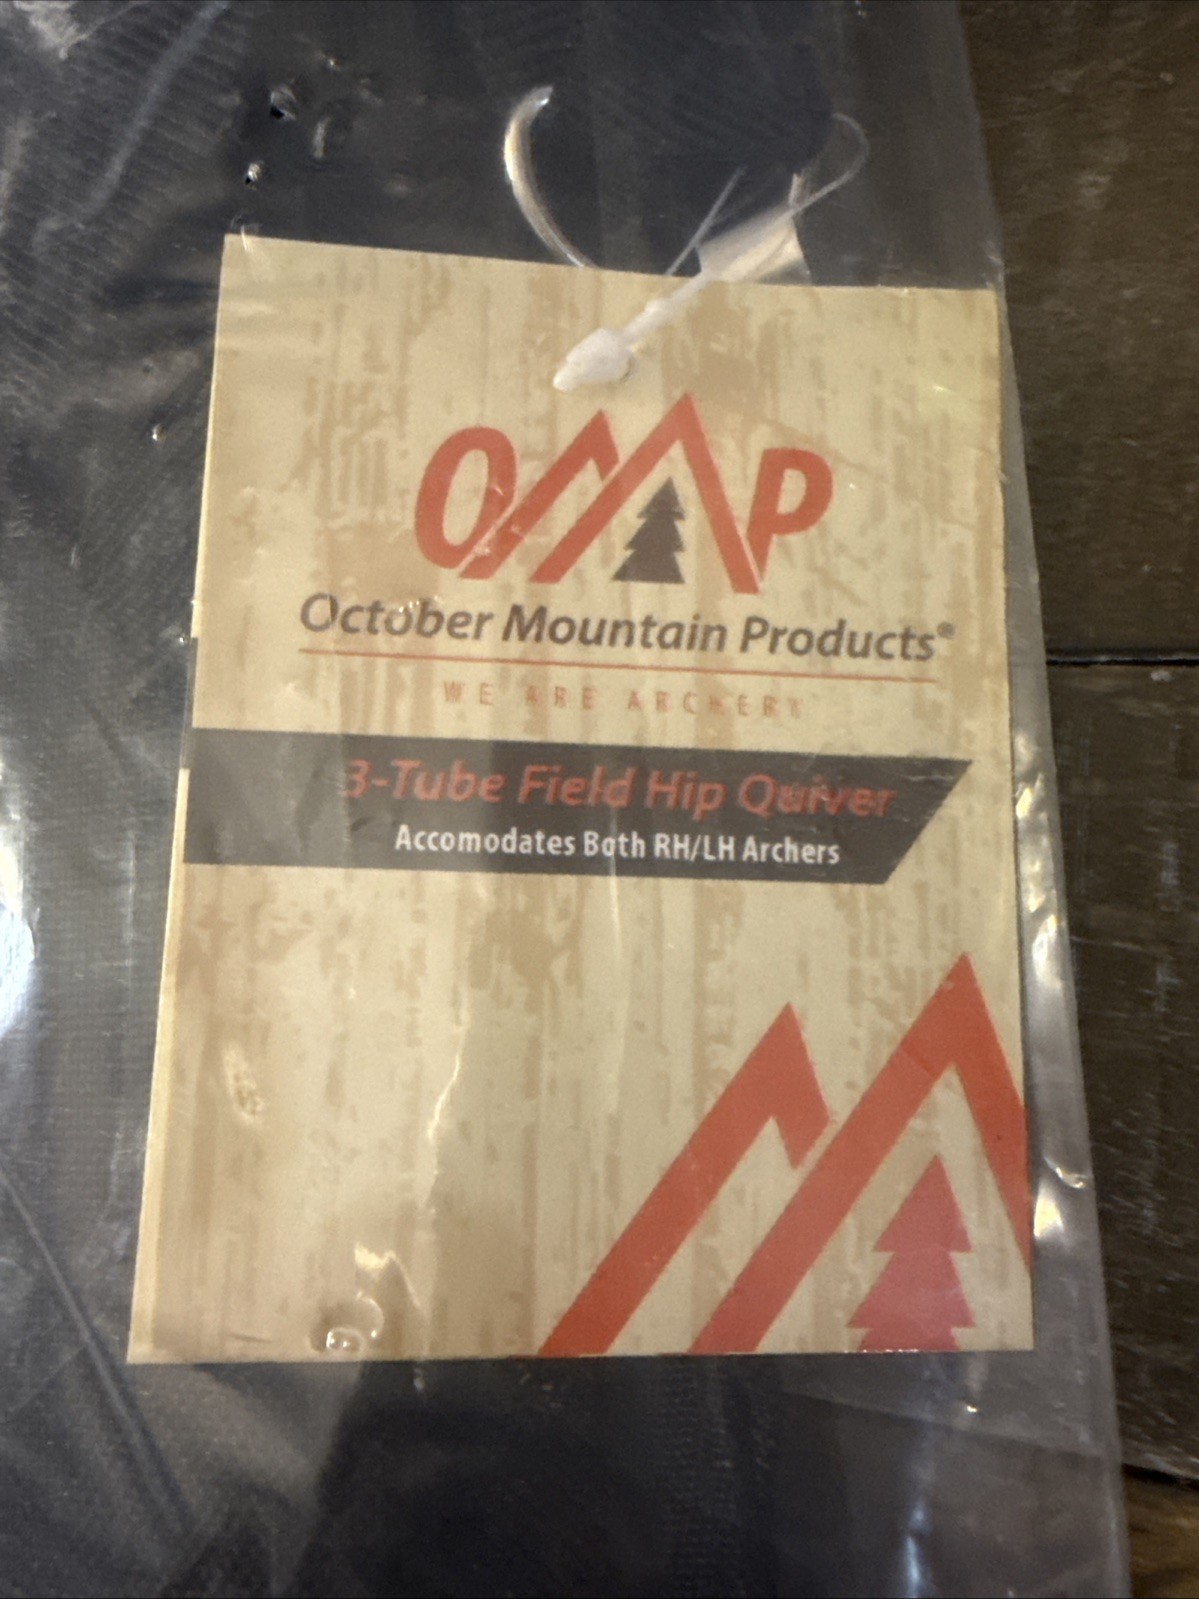 OMP
October Mountain Products®
WE ARE ARCHERY
3-Tube Field Hip Quiver
Accomodates Both RH/LH Archers